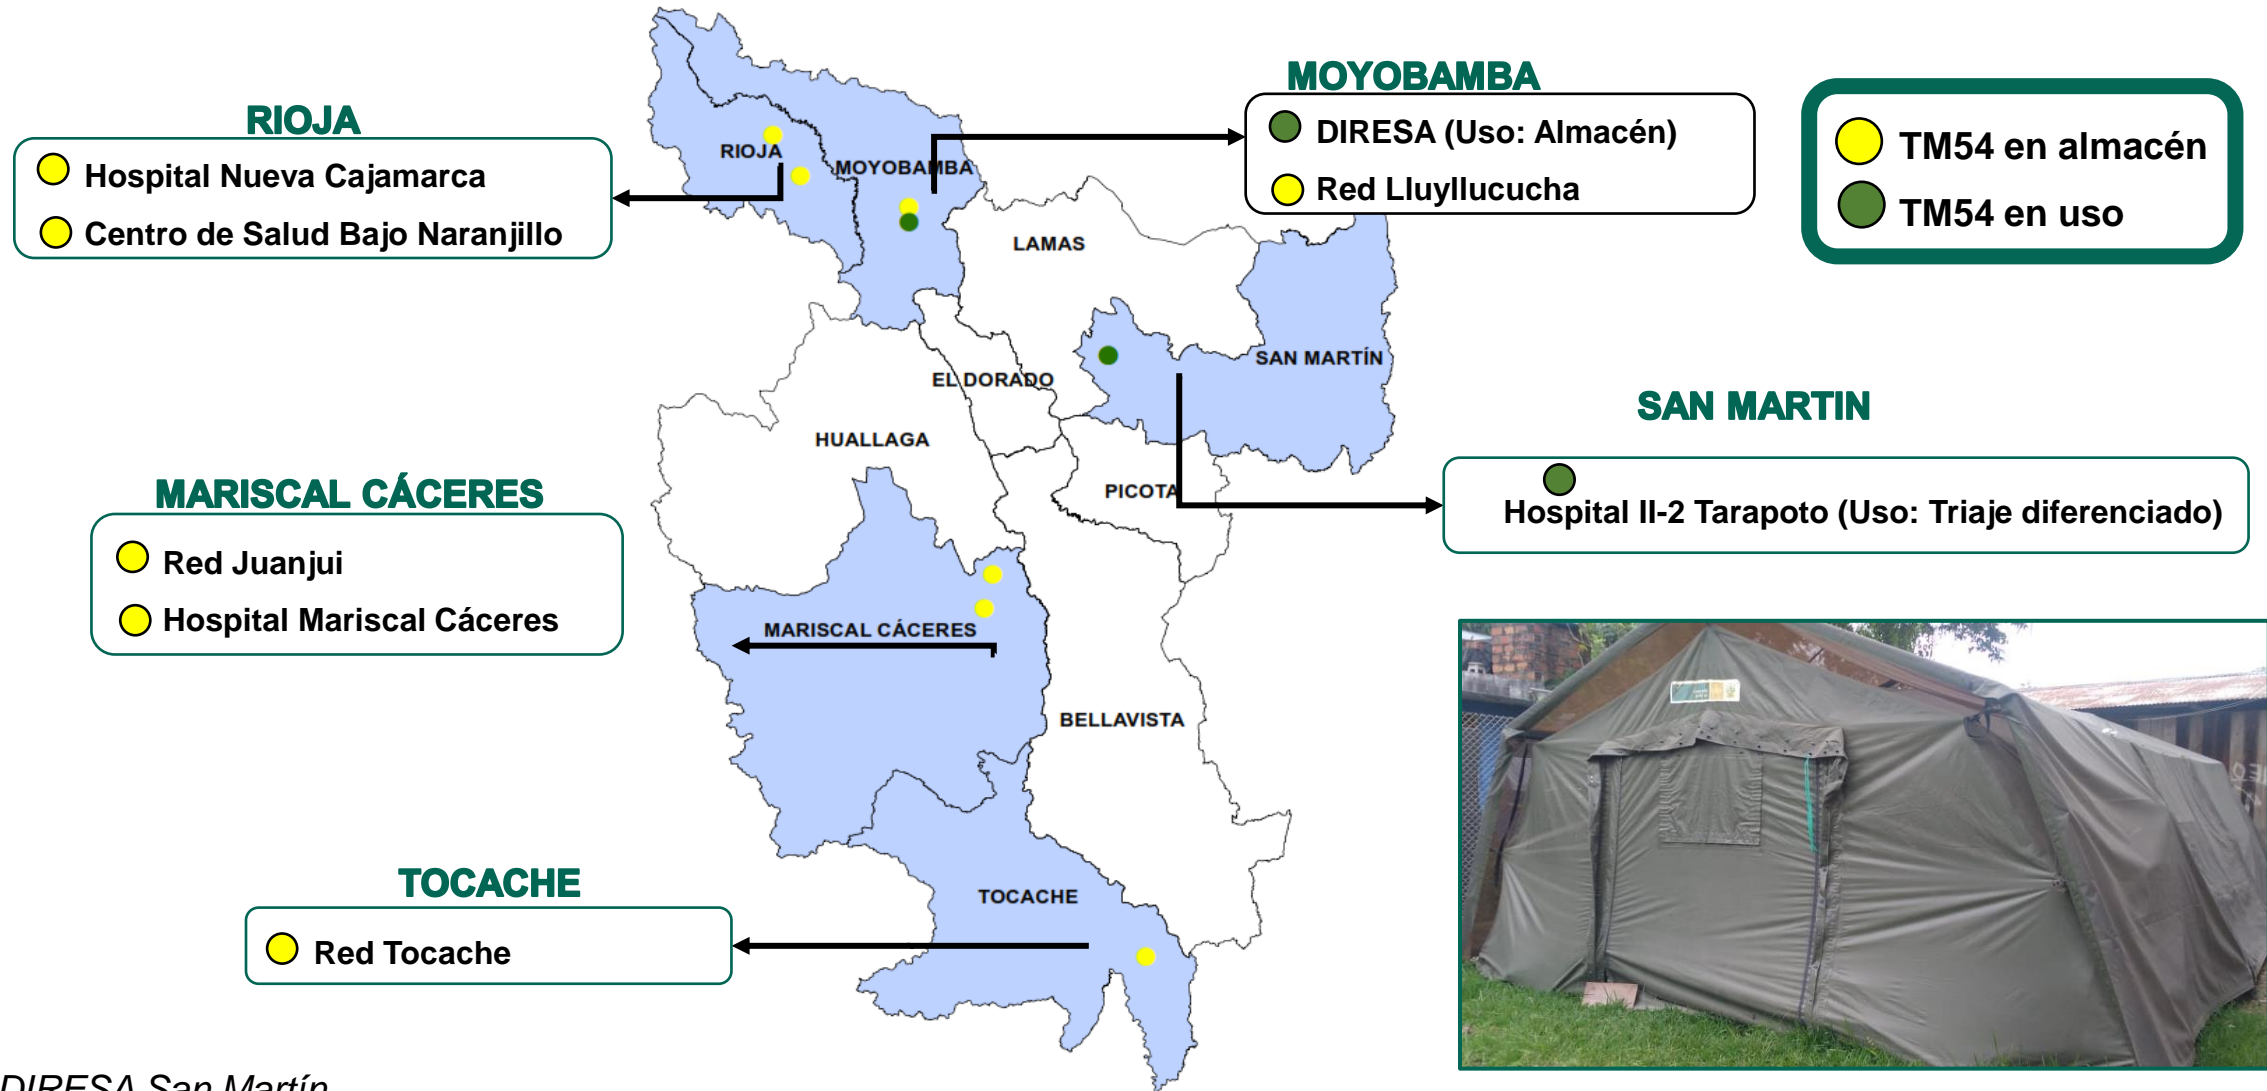 MOYOBAMBA
DIRESA (Uso: Almacén)
Red Lluyllucucha
TM54 en almacén
TM54 en uso
RIOJA
Hospital Nueva Cajamarca
Centro de Salud Bajo Naranjillo
RIOJA
MOYOBAMBA
LAMAS
SAN MARTÍN
EL DORADO
HUALLAGA
PICOTA
MARISCAL CÁCERES
BELLAVISTA
TOCACHE
SAN MARTIN
Hospital II-2 Tarapoto (Uso: Triaje diferenciado)
MARISCAL CÁCERES
Red Juanjui
Hospital Mariscal Cáceres
TOCACHE
Red Tocache
DIRESA San Martín